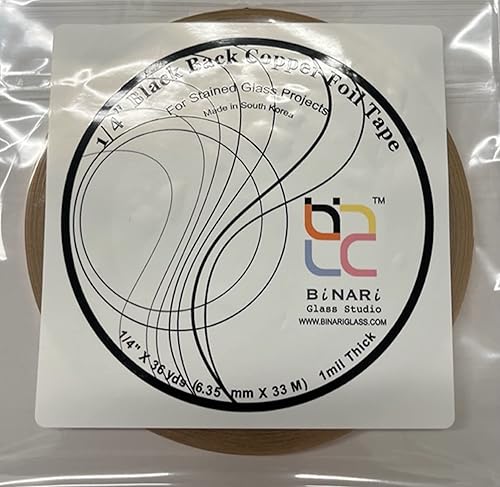 1/4" Black Back Copper Foil Tape
For Stained Glass Projects
Made in South Korea
TM
BiNARi
Glass Studio
WWW.BINARIGLASS.COM
1/4" X 36 yds (6.35 mm X 33 M) 1mil Thick